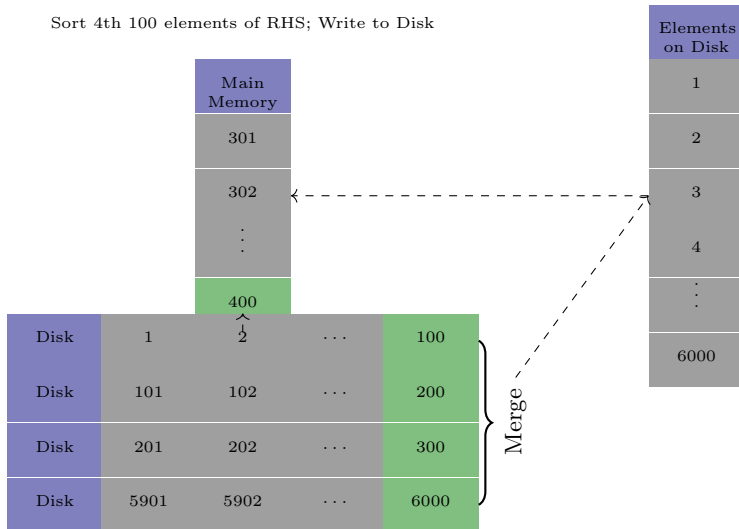 Sort 4th 100 elements of RHS; Write to Disk
Elements
on Disk
1
2
3
4
⋮
6000
Main
Memory
301
302
⋮
400
Disk 1 2 ⋯ 100
Disk 101 102 ⋯ 200
Disk 201 202 ⋯ 300
Disk 5901 5902 ⋯ 6000
Merge